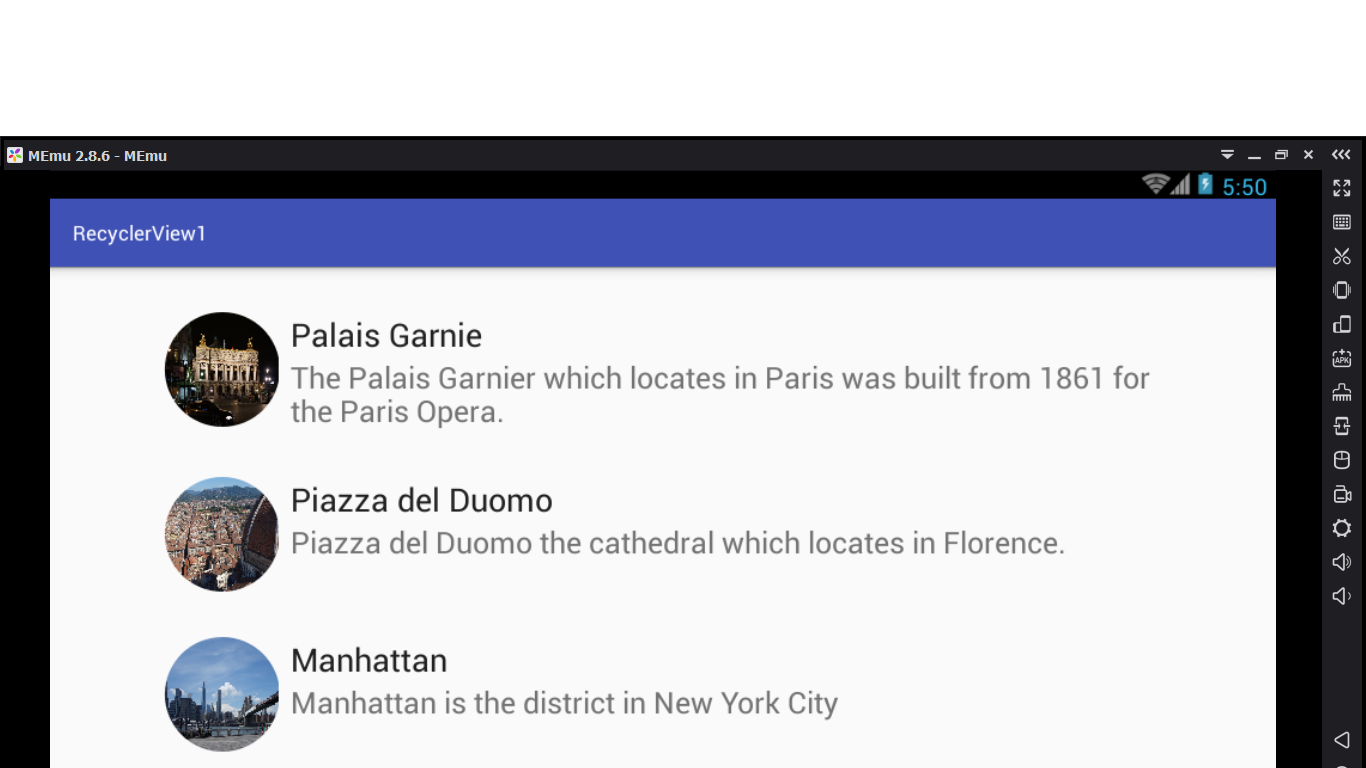 MEmu 2.8.6 - MEmu
5:50
RecyclerView1
Palais Garnie
The Palais Garnier which locates in Paris was built from 1861 for
the Paris Opera.
Piazza del Duomo
Piazza del Duomo the cathedral which locates in Florence.
Manhattan
Manhattan is the district in New York City
APK